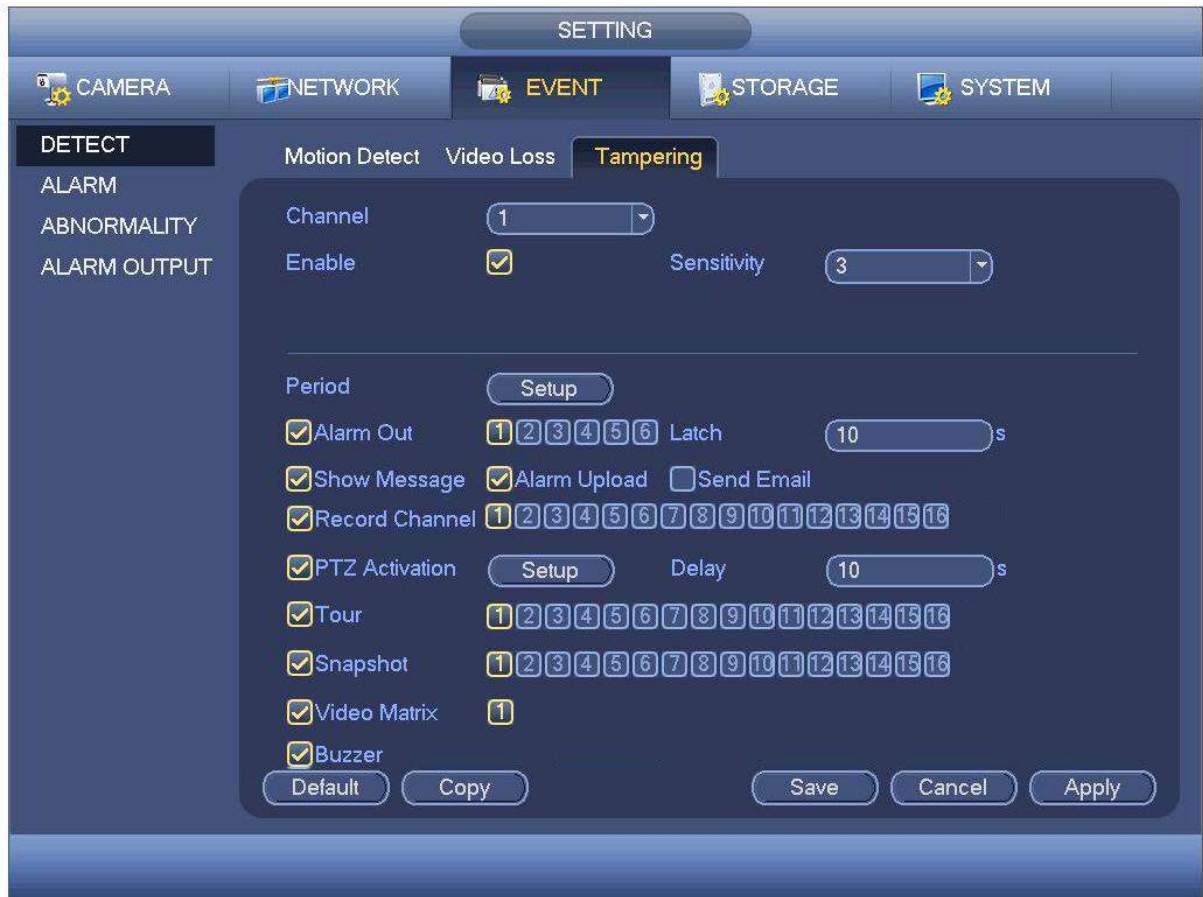 SETTING
CAMERA NETWORK EVENT STORAGE SYSTEM
DETECT
ALARM
ABNORMALITY
ALARM OUTPUT
Motion Detect Video Loss Tampering
Channel 1
Enable Sensitivity 3
Period Setup
Alarm Out 1 2 3 4 5 6 Latch 10 s
Show Message Alarm Upload Send Email
Record Channel 1 2 3 4 5 6 7 8 9 10 11 12 13 14 15 16
PTZ Activation Setup Delay 10 s
Tour 1 2 3 4 5 6 7 8 9 10 11 12 13 14 15 16
Snapshot 1 2 3 4 5 6 7 8 9 10 11 12 13 14 15 16
Video Matrix 1
Buzzer
Default Copy Save Cancel Apply